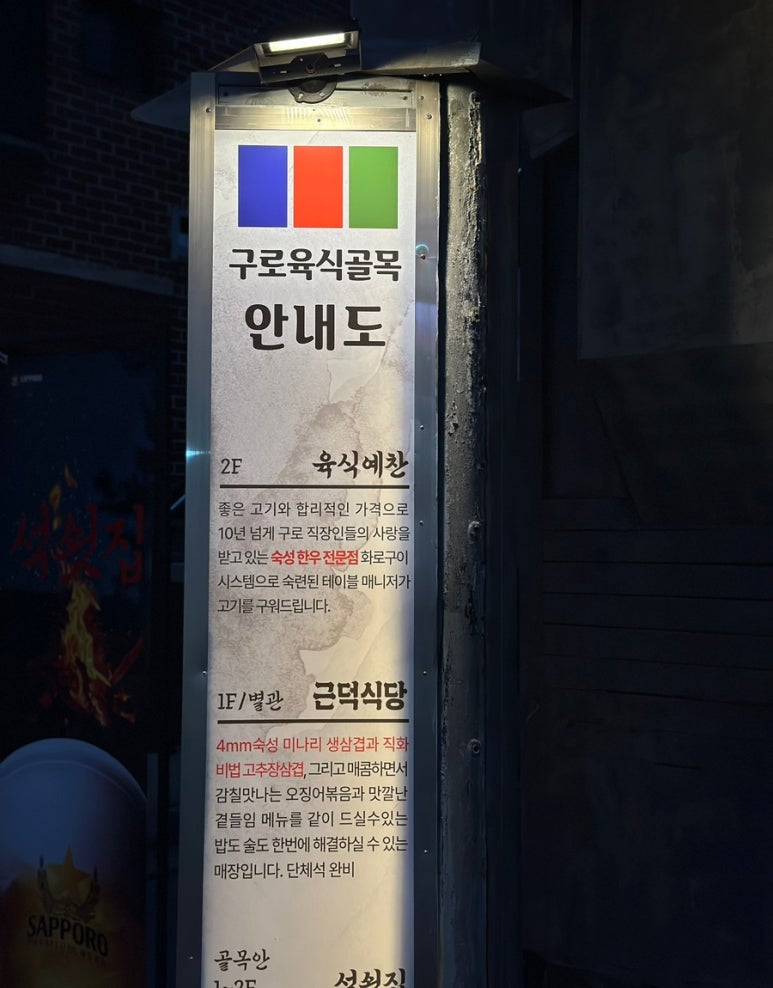 구로육식골목
안내도
2F 육식예찬
좋은 고기와 합리적인 가격으로
10년 넘게 구로 직장인들의 사랑을
받고 있는 숙성 한우 전문점 화로구이
시스템으로 숙련된 테이블 매니저가
고기를 구워드립니다.
1F/별관 근덕식당
4mm숙성 미나리 생삼겹과 직화
비법 고추장삼겹, 그리고 매콤하면서
감칠맛나는 오징어볶음과 맛깔난
곁들임 메뉴를 같이 드실수있는
밥도 술도 한번에 해결하실 수 있는
매장입니다. 단체석 완비
골목안
1~2F 석쇳집
석쇳집
SAPPORO